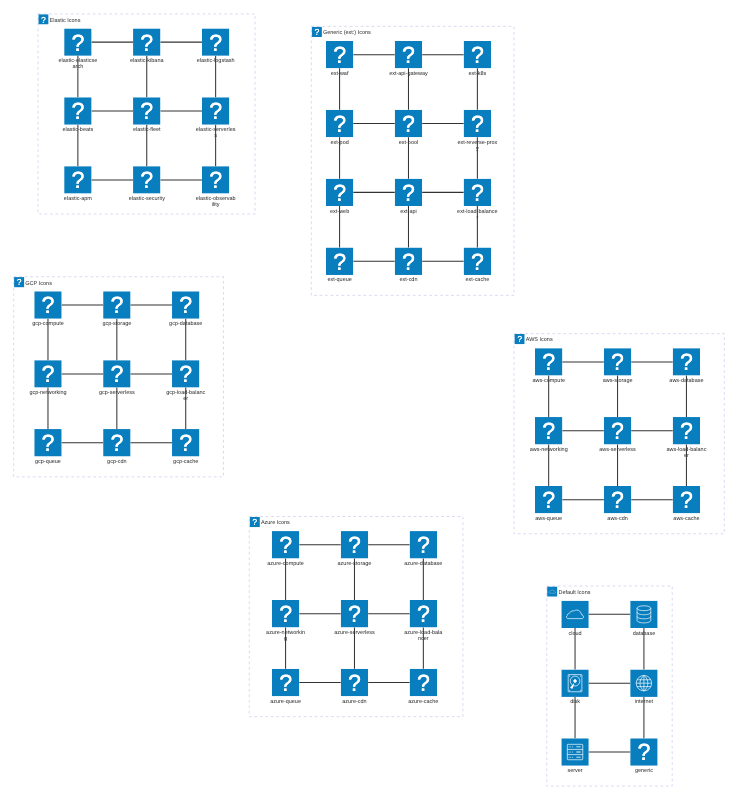 Elastic Icons
elastic-elasticse
arch
elastic-kibana
elastic-logstash
elastic-beats
elastic-fleet
elastic-serverles
s
elastic-apm
elastic-security
elastic-observab
ility
Generic (ext:) Icons
ext-waf
ext-api-gateway
ext-k8s
ext-pod
ext-pool
ext-reverse-prox
y
ext-web
ext-api
ext-load-balance
ext-queue
ext-cdn
ext-cache
GCP Icons
gcp-compute
gcp-storage
gcp-database
gcp-networking
gcp-serverless
gcp-load-balanc
er
gcp-queue
gcp-cdn
gcp-cache
AWS Icons
aws-compute
aws-storage
aws-database
aws-networking
aws-serverless
aws-load-balanc
er
aws-queue
aws-cdn
aws-cache
Azure Icons
azure-compute
azure-storage
azure-database
azure-networkin
g
azure-serverless
azure-load-bala
ncer
azure-queue
azure-cdn
azure-cache
Default Icons
cloud
database
disk
internet
server
generic